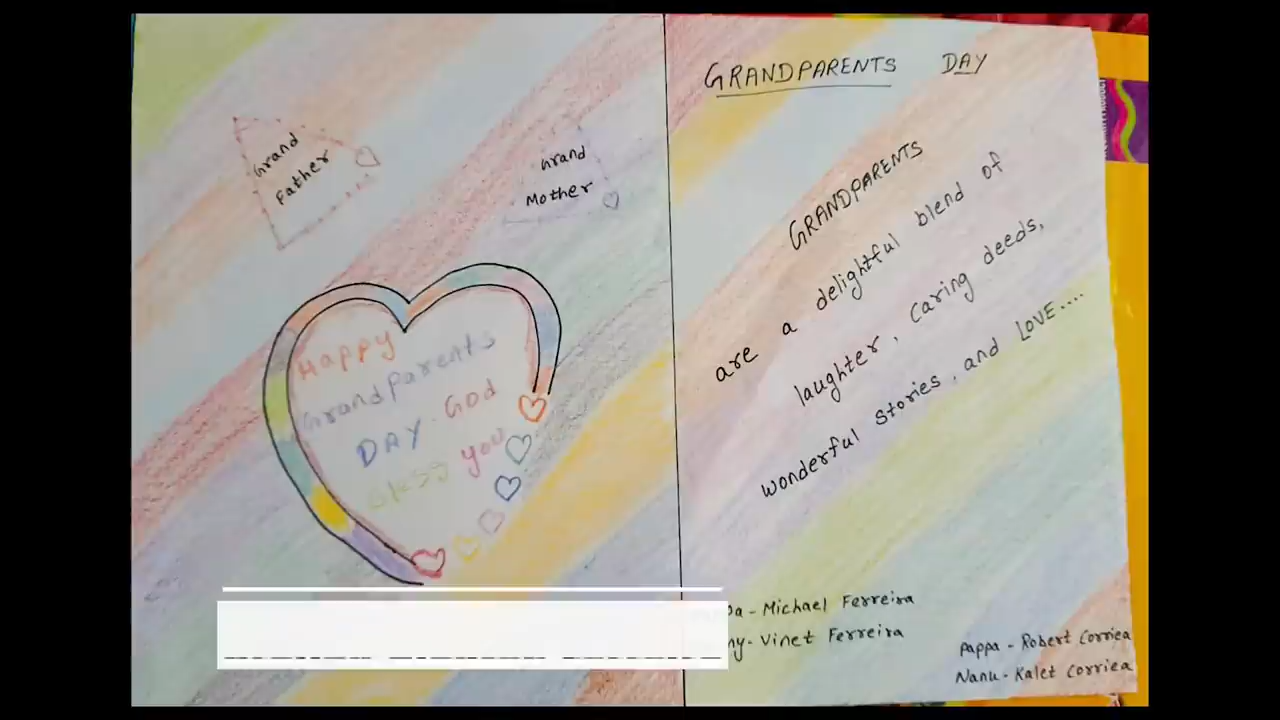 Grand
Father
Grand
Mother
Happy
Grandparents
DAY. GOD
bless you
GRANDPARENTS DAY
GRANDPARENTS
are a delightful blend of
laughter, caring deeds,
wonderful stories, and LOVE....
- Michael Ferreira
- Vinet Ferreira
Pappa - Robert Corriea
Nanu - Kalet Corriea